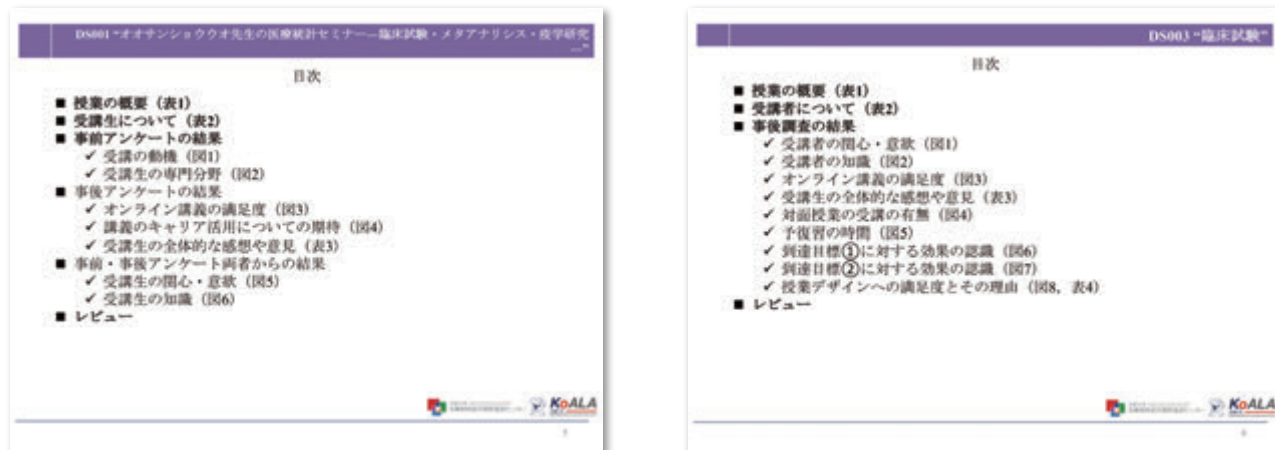 DS001 “オオサンショウウオ先生の医療統計セミナー―臨床試験・メタアナリシス・疫学研究
―”
目次
■ 授業の概要（表1）
■ 受講生について（表2）
■ 事前アンケートの結果
✓ 受講の動機（図1）
✓ 受講生の専門分野（図2）
■ 事後アンケートの結果
✓ オンライン講義の満足度（図3）
✓ 講義のキャリア活用についての期待（図4）
✓ 受講生の全体的な感想や意見（表3）
■ 事前・事後アンケート両者からの結果
✓ 受講生の関心・意欲（図5）
✓ 受講生の知識（図6）
■ レビュー
KoALA
DS003 “臨床試験”
目次
■ 授業の概要（表1）
■ 受講者について（表2）
■ 事後調査の結果
✓ 受講者の関心・意欲（図1）
✓ 受講者の知識（図2）
✓ オンライン講義の満足度（図3）
✓ 受講生の全体的な感想や意見（表3）
✓ 対面授業の受講の有無（図4）
✓ 予復習の時間（図5）
✓ 到達目標①に対する効果の認識（図6）
✓ 到達目標②に対する効果の認識（図7）
✓ 授業デザインへの満足度とその理由（図8，表4）
■ レビュー
KoALA